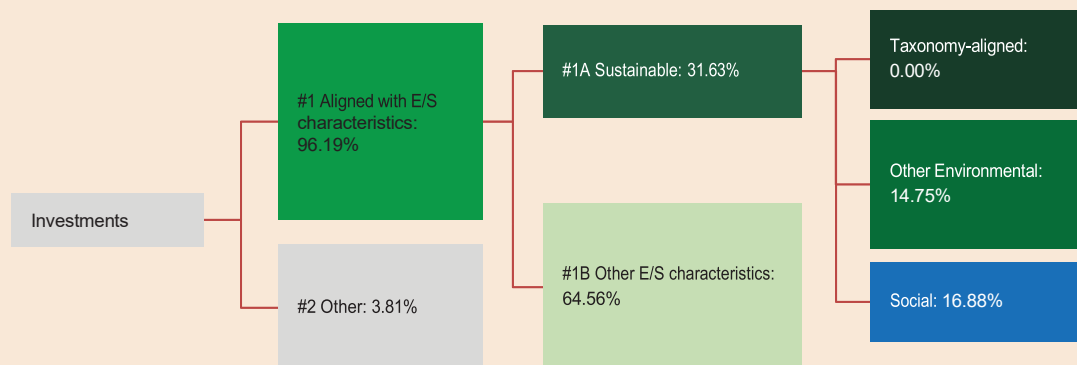 Investments
#1 Aligned with E/S
characteristics:
96.19%
#2 Other: 3.81%
#1A Sustainable: 31.63%
#1B Other E/S characteristics:
64.56%
Taxonomy-aligned:
0.00%
Other Environmental:
14.75%
Social: 16.88%